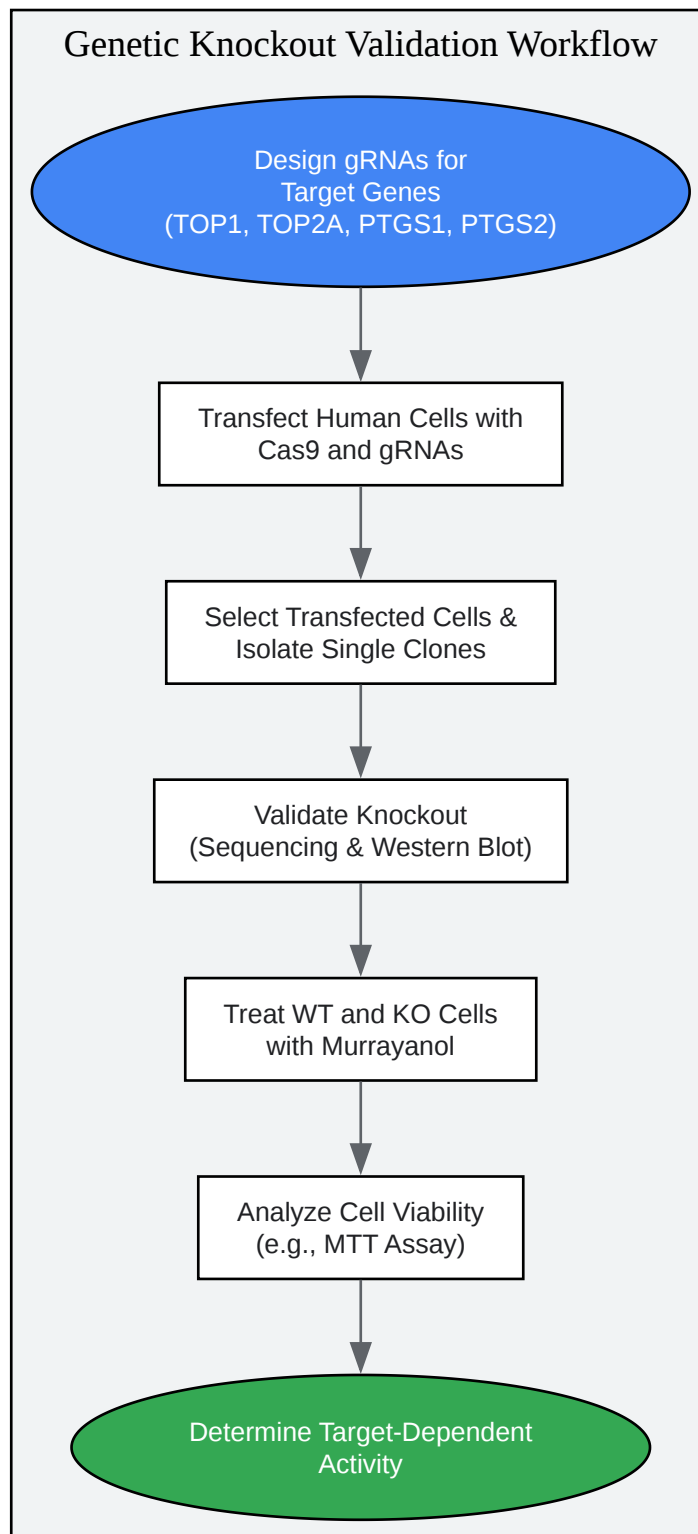 Genetic Knockout Validation Workflow
Design gRNAs for
Target Genes
(TOP1, TOP2A, PTGS1, PTGS2)
Transfect Human Cells with
Cas9 and gRNAs
Select Transfected Cells &
Isolate Single Clones
Validate Knockout
(Sequencing & Western Blot)
Treat WT and KO Cells
with Murrayanol
Analyze Cell Viability
(e.g., MTT Assay)
Determine Target-Dependent
Activity